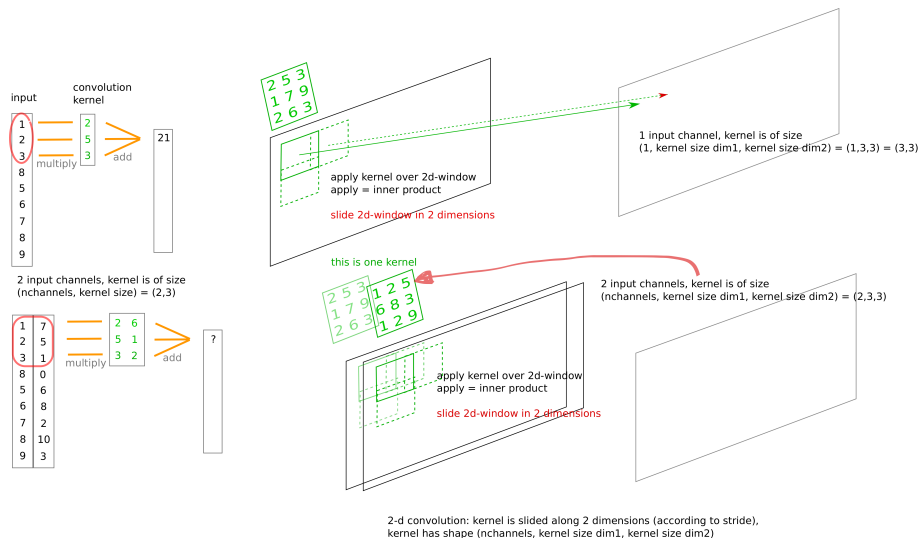 input
convolution
kernel
1
2
3
8
5
6
7
8
9
2
5
3
multiply
add
21
2 5 3
1 7 9
2 6 3
apply kernel over 2d-window
apply = inner product
slide 2d-window in 2 dimensions
1 input channel, kernel is of size
(1, kernel size dim1, kernel size dim2) = (1,3,3) = (3,3)
2 input channels, kernel is of size
(nchannels, kernel size) = (2,3)
1 7
2 5
3 1
8 0
5 6
6 8
7 2
8 10
9 3
2 6
5 1
3 2
multiply
add
?
this is one kernel
2 5 3
1 7 9
2 6 3
1 2 5
6 8 3
1 2 9
apply kernel over 2d-window
apply = inner product
slide 2d-window in 2 dimensions
2 input channels, kernel is of size
(nchannels, kernel size dim1, kernel size dim2) = (2,3,3)
2-d convolution: kernel is slided along 2 dimensions (according to stride),
kernel has shape (nchannels, kernel size dim1, kernel size dim2)